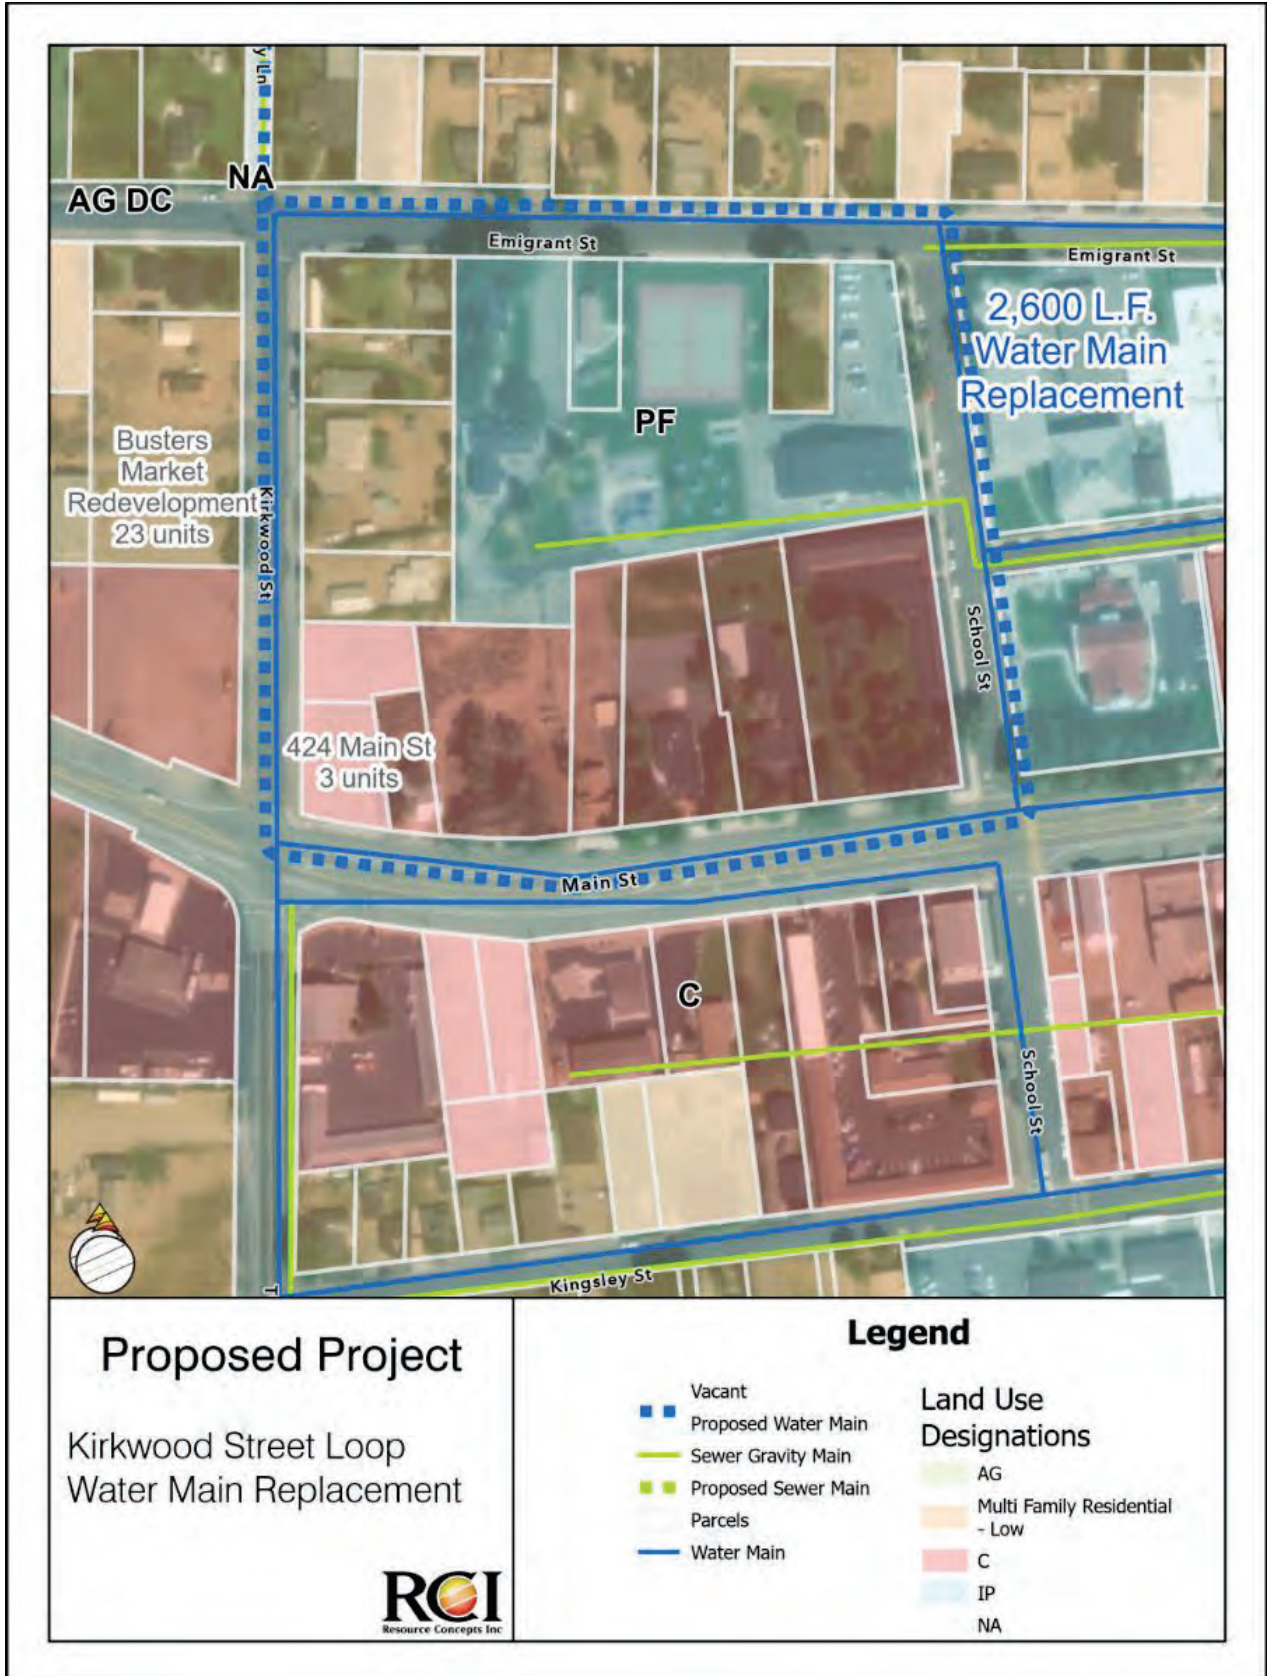 y Ln
NA
AG DC
Emigrant St
Emigrant St
2,600 L.F.
Water Main
Replacement
PF
Busters
Market
Redevelopment
23 units
Kirkwood St
School St
424 Main St
3 units
Main St
C
School St
Kingsley St
T
Proposed Project
Kirkwood Street Loop
Water Main Replacement
RCI
Resource Concepts Inc
Legend
Vacant
Proposed Water Main
Sewer Gravity Main
Proposed Sewer Main
Parcels
Water Main
Land Use
Designations
AG
Multi Family Residential
- Low
C
IP
NA